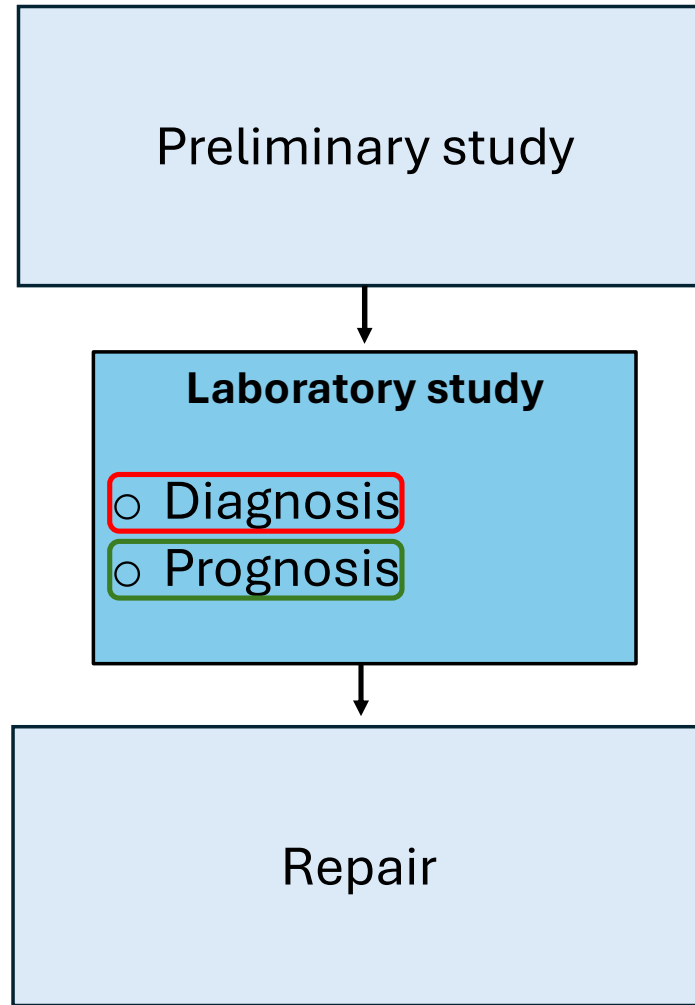 Preliminary study
Laboratory study
○ Diagnosis
○ Prognosis
Repair